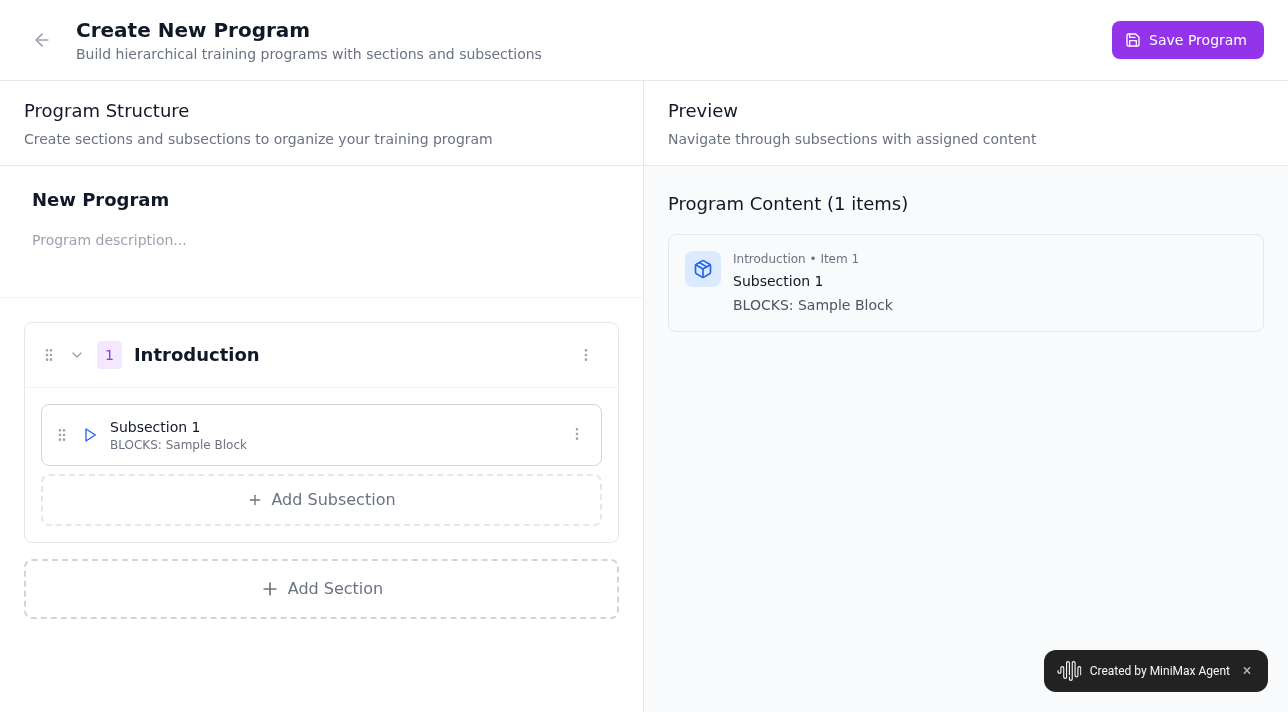 Create New Program
Build hierarchical training programs with sections and subsections
Save Program
Program Structure
Create sections and subsections to organize your training program
New Program
Program description...
1 Introduction
Subsection 1
BLOCKS: Sample Block
Add Subsection
Add Section
Preview
Navigate through subsections with assigned content
Program Content (1 items)
Introduction • Item 1
Subsection 1
BLOCKS: Sample Block
Created by MiniMax Agent